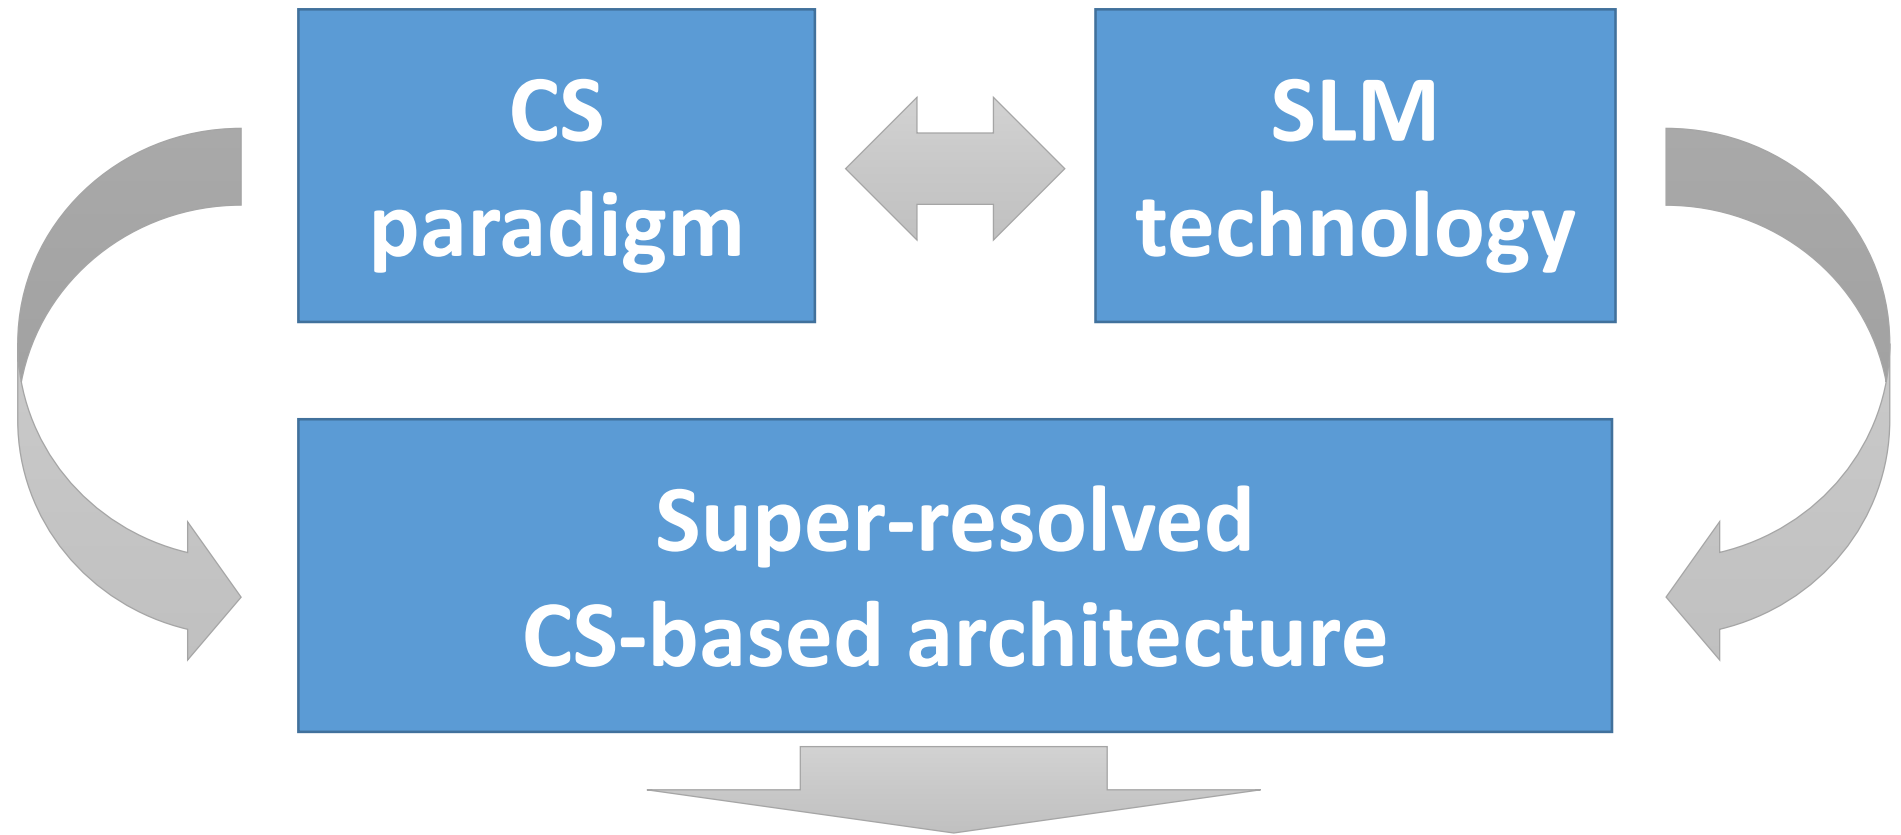 CS
paradigm
SLM
technology
Super-resolved
CS-based architecture